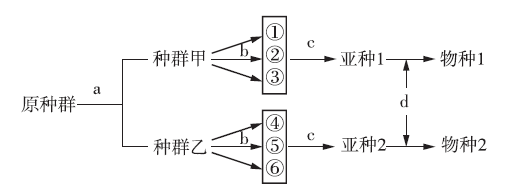 ①
种群甲 b ② c 亚种1 物种1
③
a
原种群 d
④
种群乙 b ⑤ c 亚种2 物种2
⑥